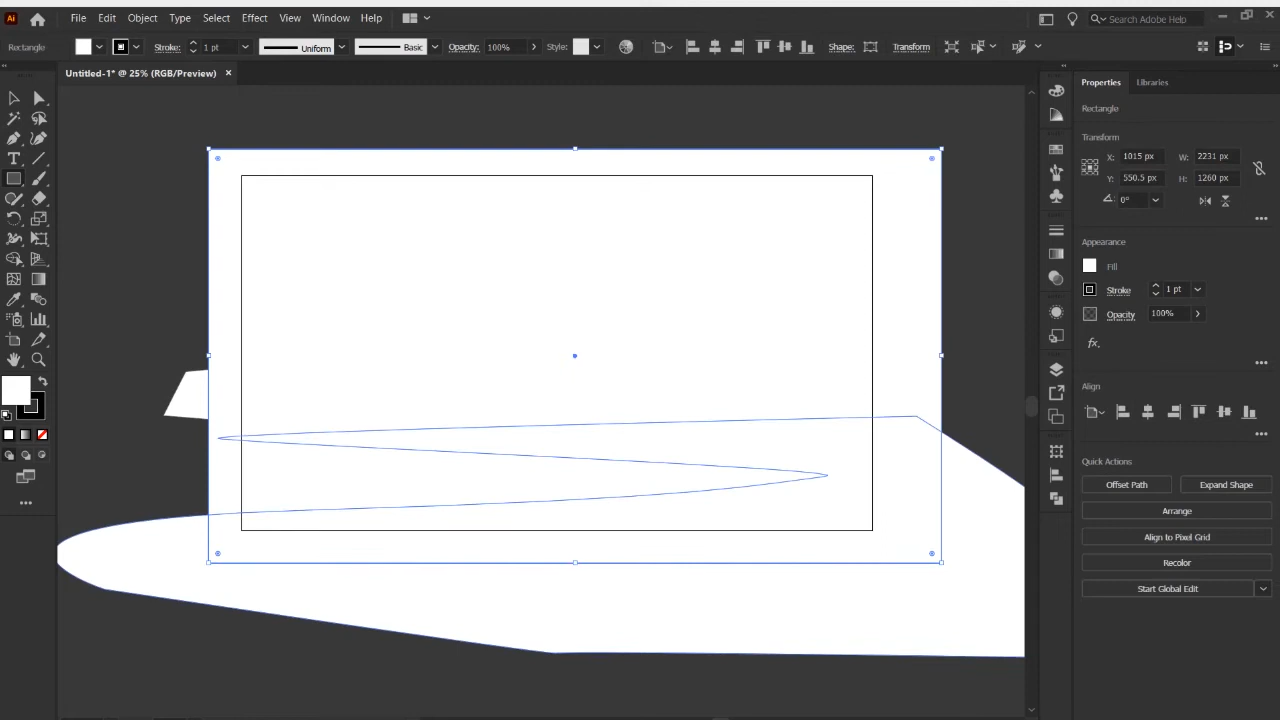 Ai File Edit Object Type Select Effect View Window Help Search Adobe Help
Rectangle Stroke: 1 pt Uniform Basic Opacity: 100% Style: Shape: Transform
Untitled-1* @ 25% (RGB/Preview) ×
Properties Libraries
Rectangle
Transform
X: 1015 px W: 2231 px
Y: 550.5 px H: 1260 px
0°
Appearance
Fill
Stroke 1 pt
Opacity 100%
fx.
Align
Quick Actions
Offset Path Expand Shape
Arrange
Align to Pixel Grid
Recolor
Start Global Edit